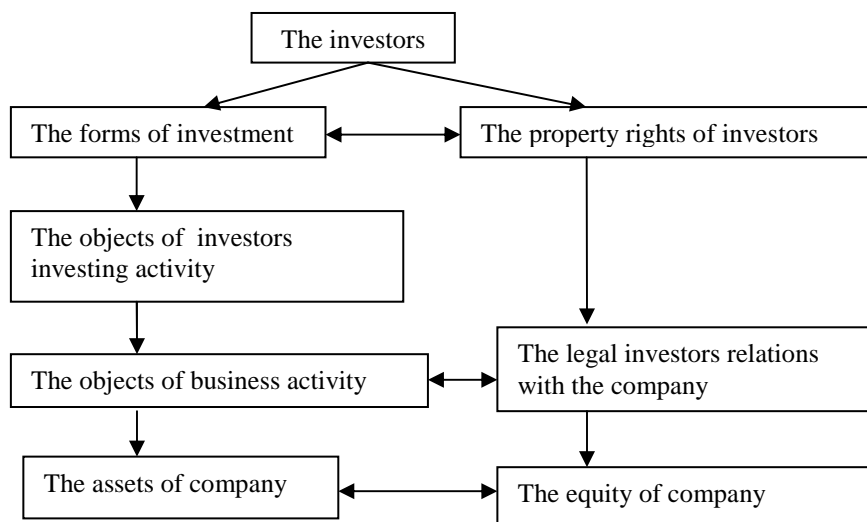 The investors
The forms of investment
The property rights of investors
The objects of investors
investing activity
The objects of business activity
The legal investors relations
with the company
The assets of company
The equity of company